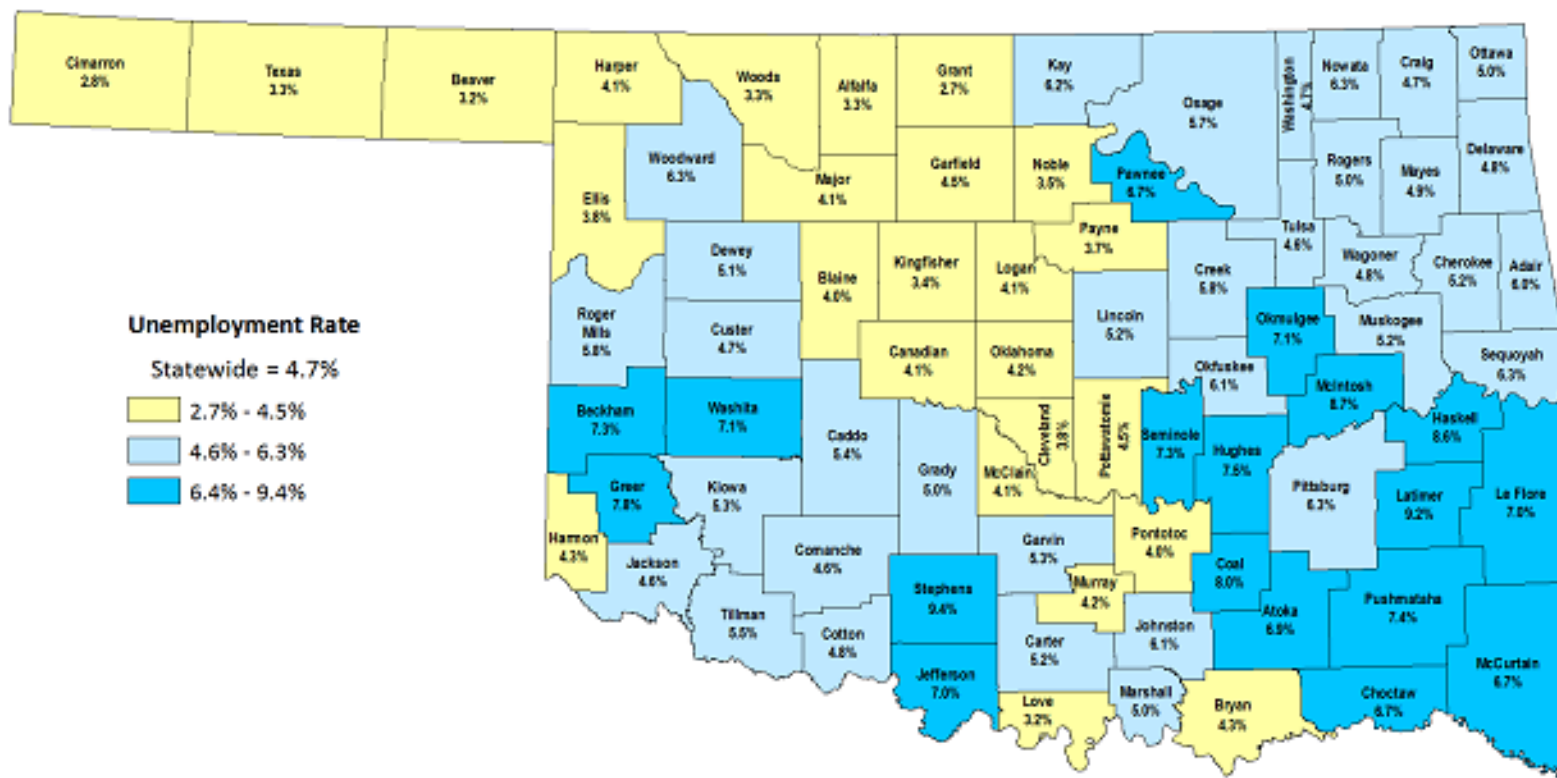 Cimarron
2.8%
Texas
3.3%
Beaver
3.2%
Harper
4.1%
Woods
3.3%
Alfalfa
3.3%
Grant
2.7%
Kay
6.2%
Osage
5.7%
Washington
4.7%
Nowata
6.3%
Craig
4.7%
Ottawa
5.0%
Woodward
6.3%
Ellis
3.8%
Major
4.1%
Garfield
4.5%
Noble
3.5%
Pawnee
6.7%
Rogers
5.0%
Mayes
4.9%
Delaware
4.8%
Dewey
5.1%
Blaine
4.0%
Kingfisher
3.4%
Logan
4.1%
Payne
3.7%
Creek
5.8%
Tulsa
4.6%
Wagoner
4.8%
Cherokee
5.2%
Adair
6.0%
Roger
Mills
5.8%
Custer
4.7%
Canadian
4.1%
Oklahoma
4.2%
Lincoln
5.2%
Okmulgee
7.1%
Muskogee
5.2%
Sequoyah
6.3%
Okfuskee
6.1%
McIntosh
8.7%
Unemployment Rate
Statewide = 4.7%
2.7% - 4.5%
4.6% - 6.3%
6.4% - 9.4%
Beckham
7.3%
Washita
7.1%
Caddo
5.4%
Grady
5.0%
McClain
4.1%
Cleveland
3.8%
Pottawatomie
4.5%
Seminole
7.3%
Hughes
7.5%
Haskell
8.6%
Greer
7.8%
Kiowa
5.3%
Pittsburg
6.3%
Latimer
9.2%
Le Flore
7.0%
Harmon
4.3%
Jackson
4.6%
Comanche
4.6%
Garvin
5.3%
Pontotoc
4.0%
Coal
8.0%
Stephens
9.4%
Murray
4.2%
Atoka
6.9%
Pushmataha
7.4%
Tillman
5.5%
Cotton
4.8%
Carter
5.2%
Johnston
6.1%
McCurtain
6.7%
Jefferson
7.0%
Love
3.2%
Marshall
5.0%
Bryan
4.3%
Choctaw
6.7%